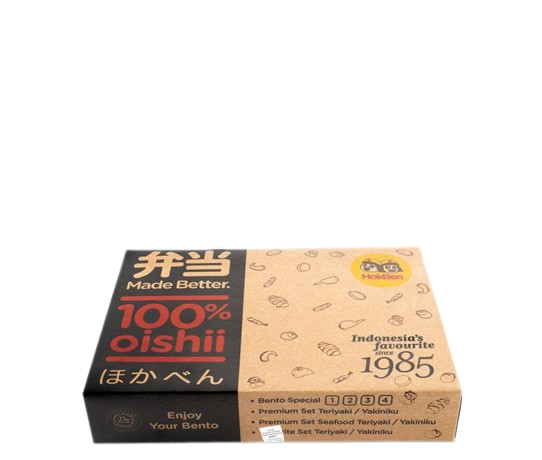 弁当
Made Better.
100%
oishii
ほかべん
HokBen
Indonesia's
favourite
since
1985
Enjoy
Your Bento
• Bento Special 1 2 3 4
• Premium Set Teriyaki / Yakiniku
• Premium Set Seafood Teriyaki / Yakiniku
• Set Teriyaki / Yakiniku